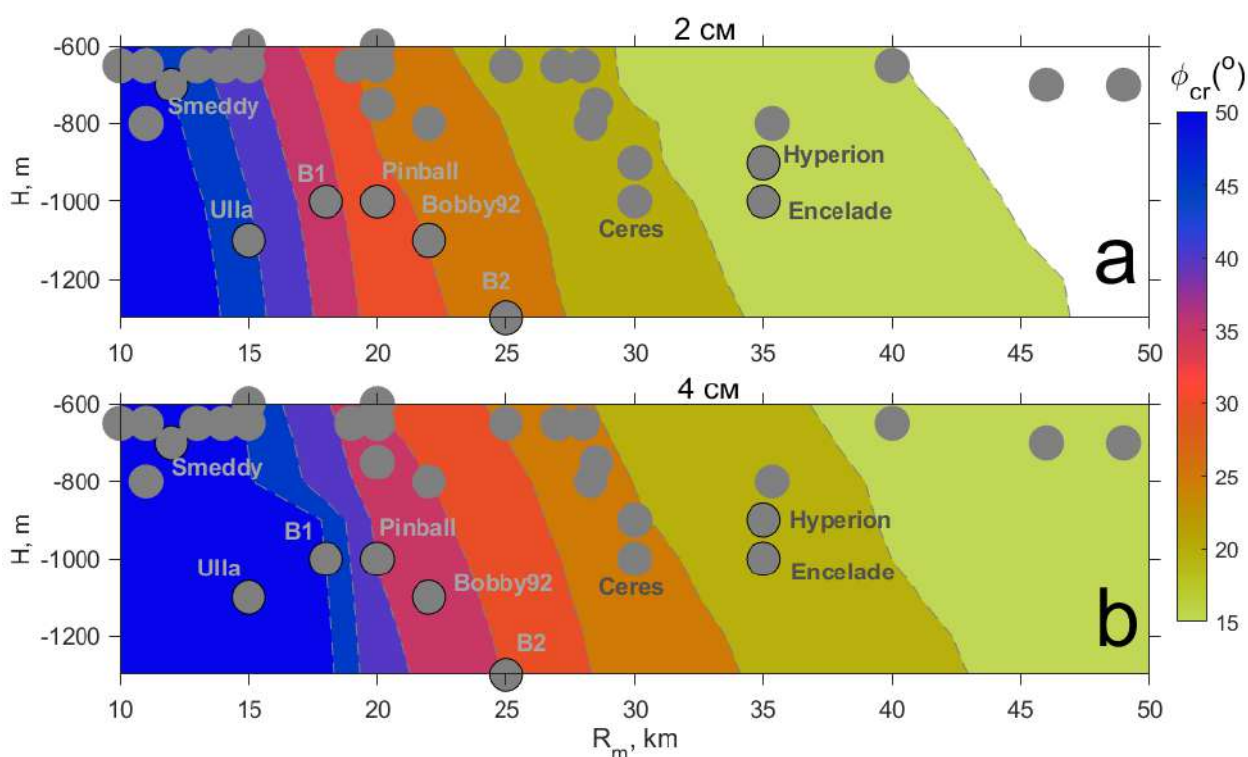 2 см
-600
-800
-1000
-1200
H, m
Smeddy
Ulla
B1
Pinball
Bobby92
B2
Ceres
Hyperion
Encelade
a
10 15 20 25 30 35 40 45 50
ϕcr(o)
50
45
40
35
30
25
20
15
4 см
-600
-800
-1000
-1200
H, m
Smeddy
Ulla
B1
Pinball
Bobby92
B2
Ceres
Hyperion
Encelade
b
10 15 20 25 30 35 40 45 50
Rm, km